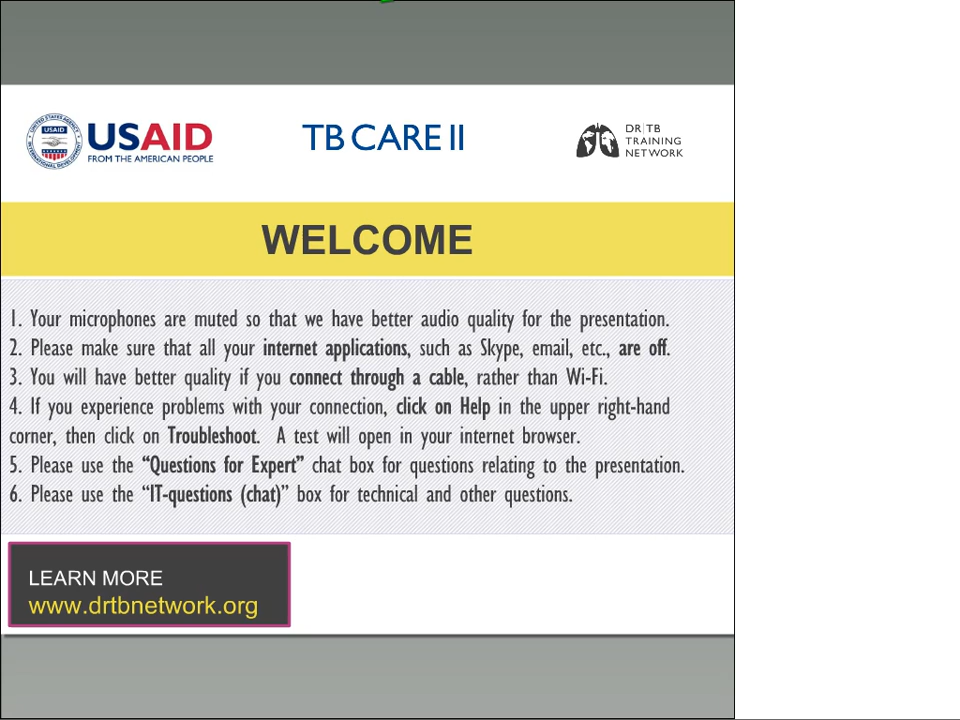 UNITED STATES AGENCY
USAID
INTERNATIONAL DEVELOPMENT
USAID
FROM THE AMERICAN PEOPLE
TB CARE II
DR|TB
TRAINING
NETWORK
WELCOME
1. Your microphones are muted so that we have better audio quality for the presentation.
2. Please make sure that all your internet applications, such as Skype, email, etc., are off.
3. You will have better quality if you connect through a cable, rather than Wi-Fi.
4. If you experience problems with your connection, click on Help in the upper right-hand
corner, then click on Troubleshoot. A test will open in your internet browser.
5. Please use the “Questions for Expert” chat box for questions relating to the presentation.
6. Please use the “IT-questions (chat)” box for technical and other questions.
LEARN MORE
www.drtbnetwork.org